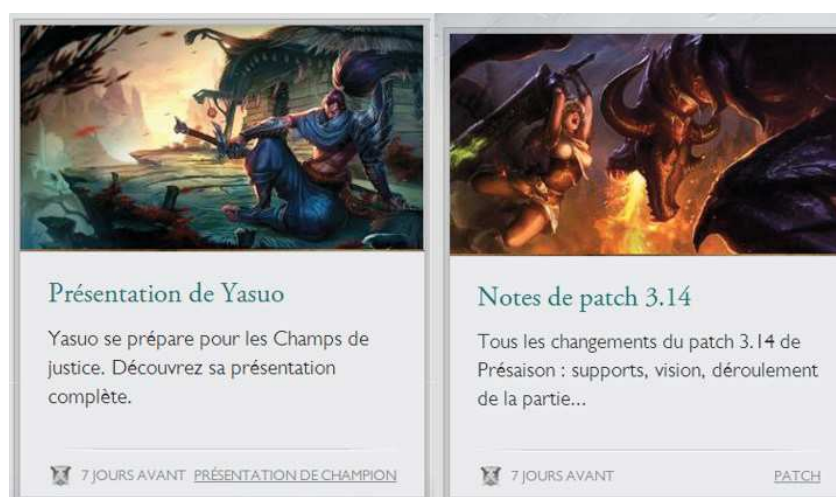 Présentation de Yasuo
Yasuo se prépare pour les Champs de
justice. Découvrez sa présentation
complète.
7 JOURS AVANT PRÉSENTATION DE CHAMPION
Notes de patch 3.14
Tous les changements du patch 3.14 de
Présaison : supports, vision, déroulement
de la partie...
7 JOURS AVANT PATCH